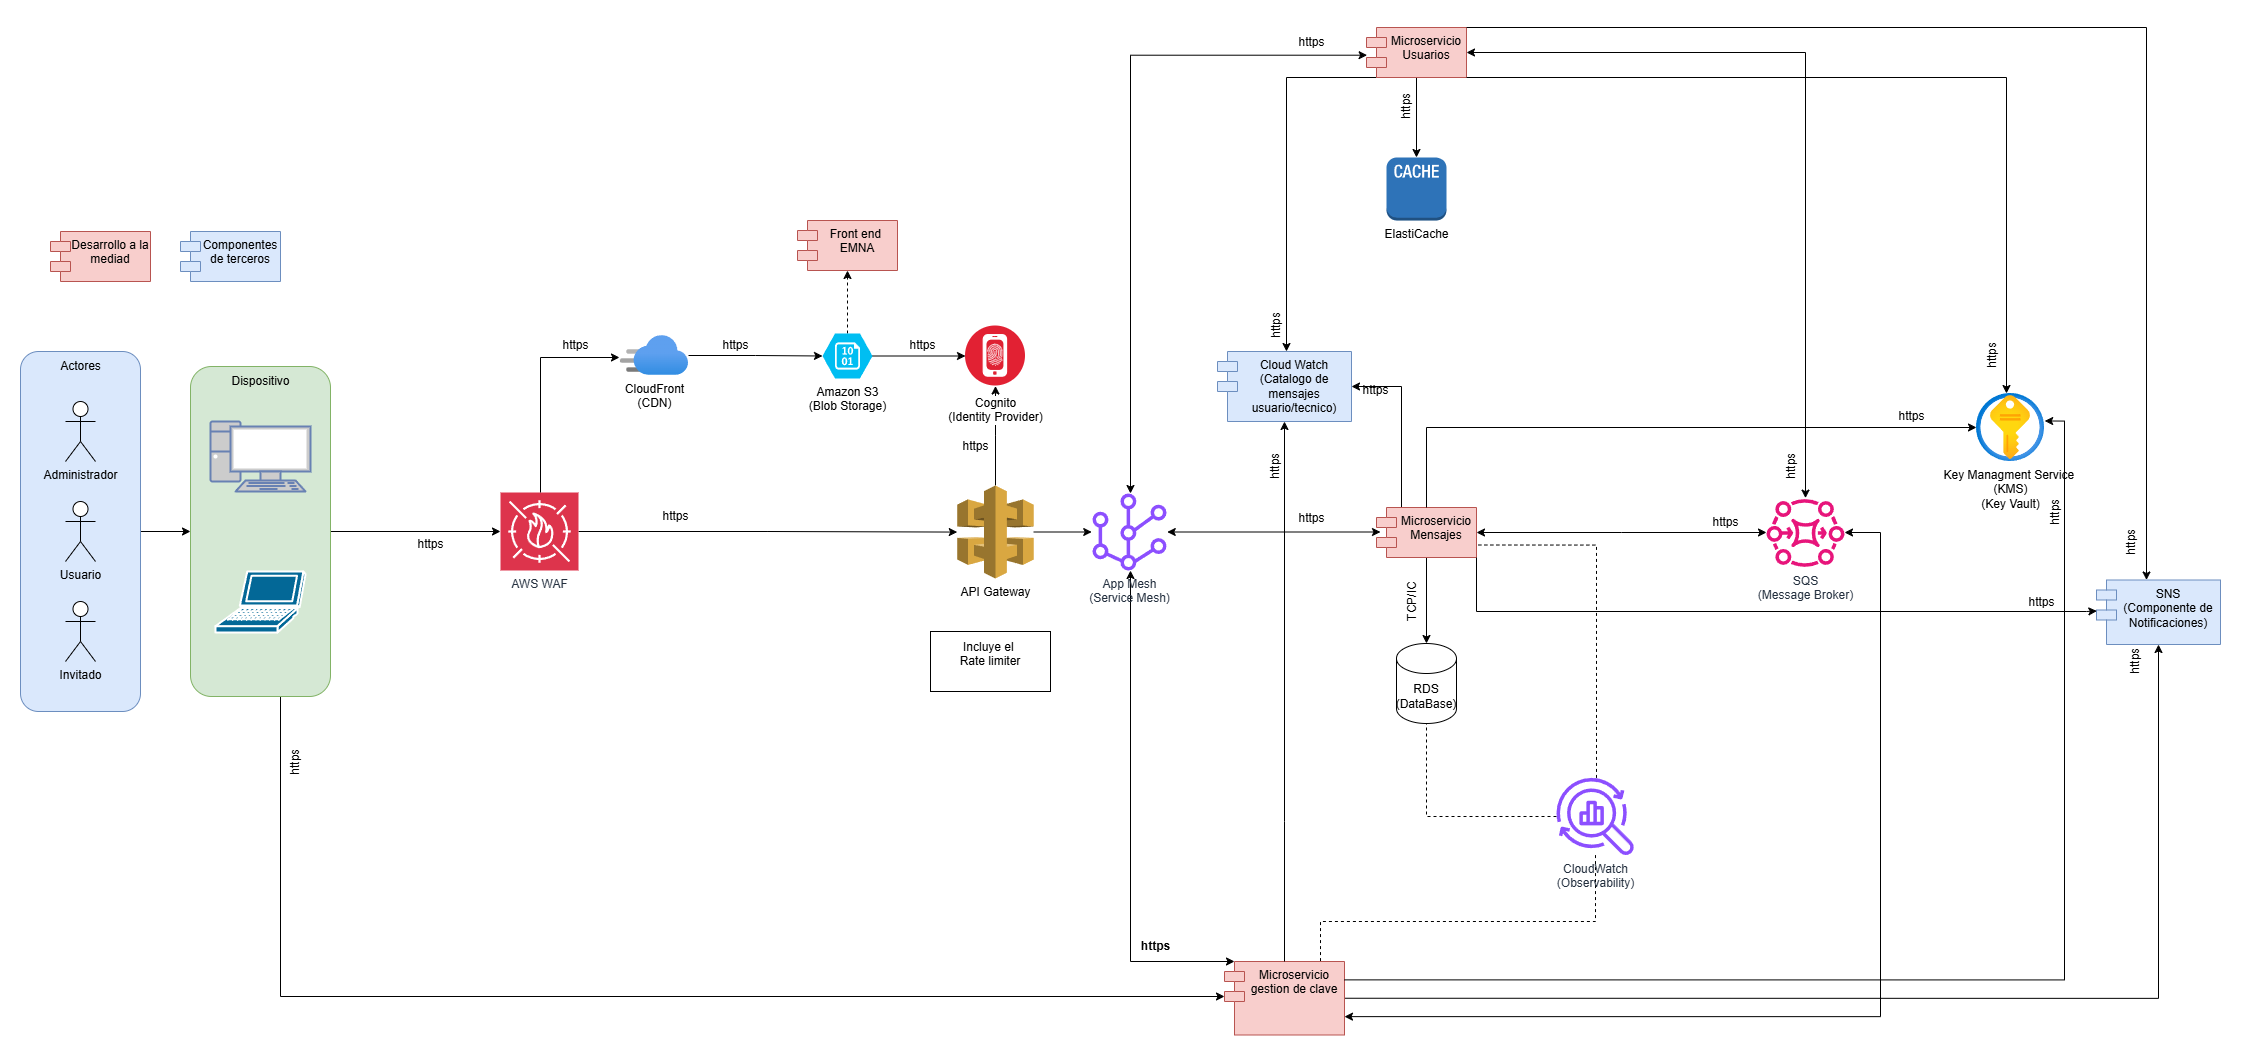 Microservicio
Usuarios
https
https
CACHE
ElastiCache
Desarrollo a la
mediad
Componentes
de terceros
Front end
EMNA
https
https
https
https
Actores
Administrador
Usuario
Invitado
Dispositivo
https
CloudFront
(CDN)
10
01
Amazon S3
(Blob Storage)
Cognito
(Identity Provider)
https
https
AWS WAF
https
API Gateway
Incluye el
Rate limiter
App Mesh
(Service Mesh)
Cloud Watch
(Catalogo de
mensajes
usuario/tecnico)
https
https
https
Microservicio
Mensajes
https
https
https
Key Managment Service
(KMS)
(Key Vault)
https
https
SQS
(Message Broker)
https
https
SNS
(Componente de
Notificaciones)
https
TCP/IC
RDS
(DataBase)
https
CloudWatch
(Observability)
https
Microservicio
gestion de clave